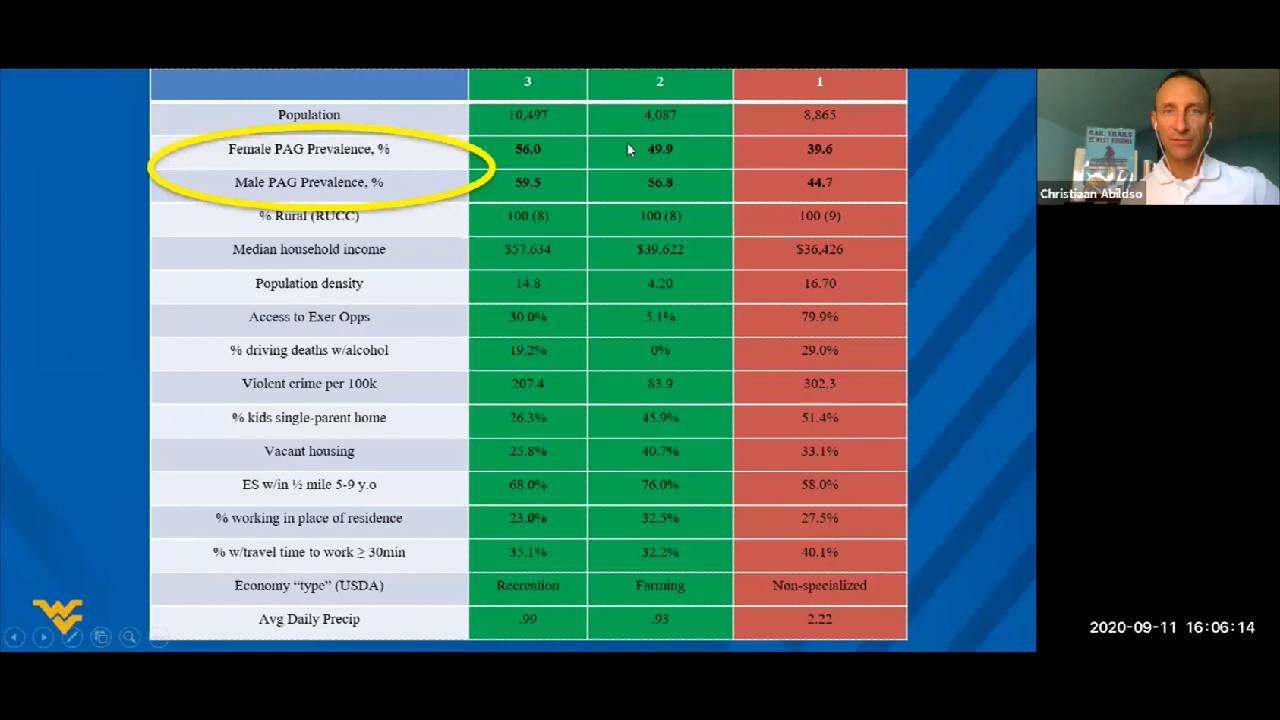 3 2 1
Population 10,497 4,087 8,865
Female PAG Prevalence, % 56.0 49.9 39.6
Male PAG Prevalence, % 59.5 56.8 44.7
% Rural (RUCC) 100 (8) 100 (8) 100 (9)
Median household income $57,634 $39,622 $36,426
Population density 14.8 4.20 16.70
Access to Exer Opps 30.0% 5.1% 79.9%
% driving deaths w/alcohol 19.2% 0% 29.0%
Violent crime per 100k 207.4 83.9 302.3
% kids single-parent home 26.3% 45.9% 51.4%
Vacant housing 25.8% 40.7% 33.1%
ES w/in ½ mile 5-9 y.o 68.0% 76.0% 58.0%
% working in place of residence 23.0% 32.5% 27.5%
% w/travel time to work ≥ 30min 35.1% 32.2% 40.1%
Economy “type” (USDA) Recreation Farming Non-specialized
Avg Daily Precip .99 .93 2.22
RAIL TRAILS
WEST VIRGINIA
Christiaan Abildso
2020-09-11 16:06:14